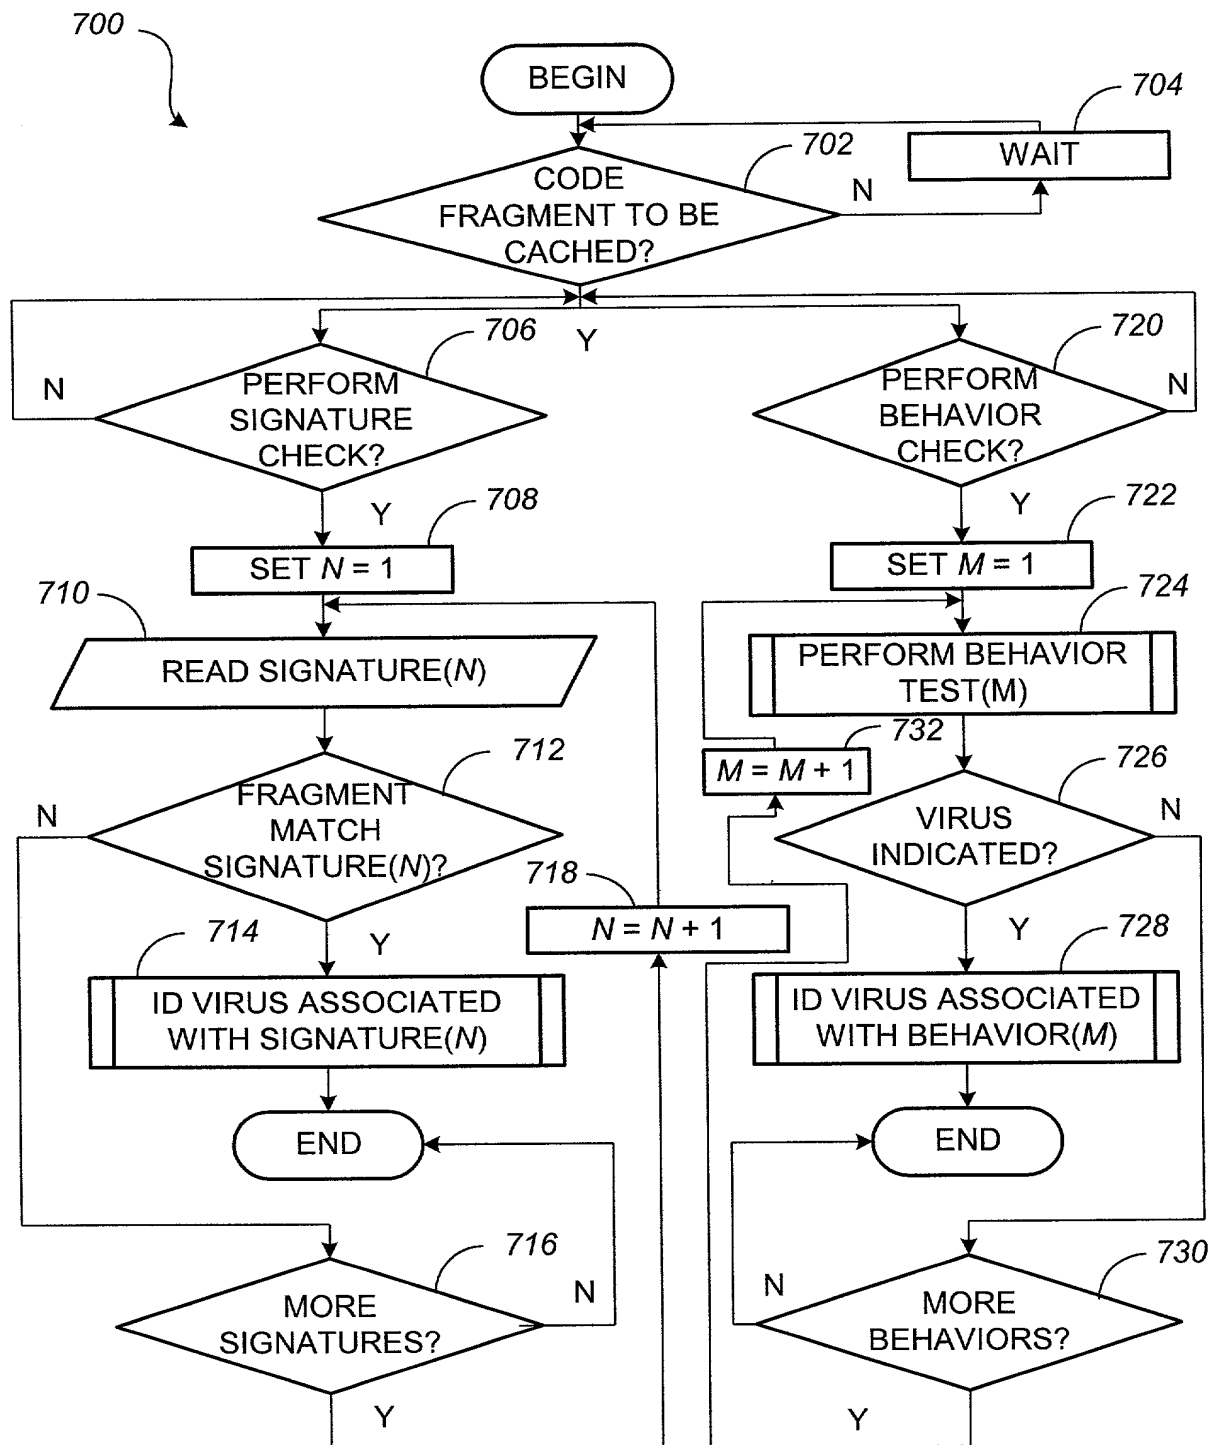 700
BEGIN
704
WAIT
702
CODE
FRAGMENT TO BE
CACHED?
N
Y
706
PERFORM
SIGNATURE
CHECK?
N
Y
720
PERFORM
BEHAVIOR
CHECK?
N
Y
708
SET N = 1
722
SET M = 1
710
READ SIGNATURE(N)
724
PERFORM BEHAVIOR
TEST(M)
732
M = M + 1
712
FRAGMENT
MATCH
SIGNATURE(N)?
N
Y
726
VIRUS
INDICATED?
N
Y
718
N = N + 1
714
ID VIRUS ASSOCIATED
WITH SIGNATURE(N)
728
ID VIRUS ASSOCIATED
WITH BEHAVIOR(M)
END
END
716
MORE
SIGNATURES?
N
Y
730
MORE
BEHAVIORS?
N
Y